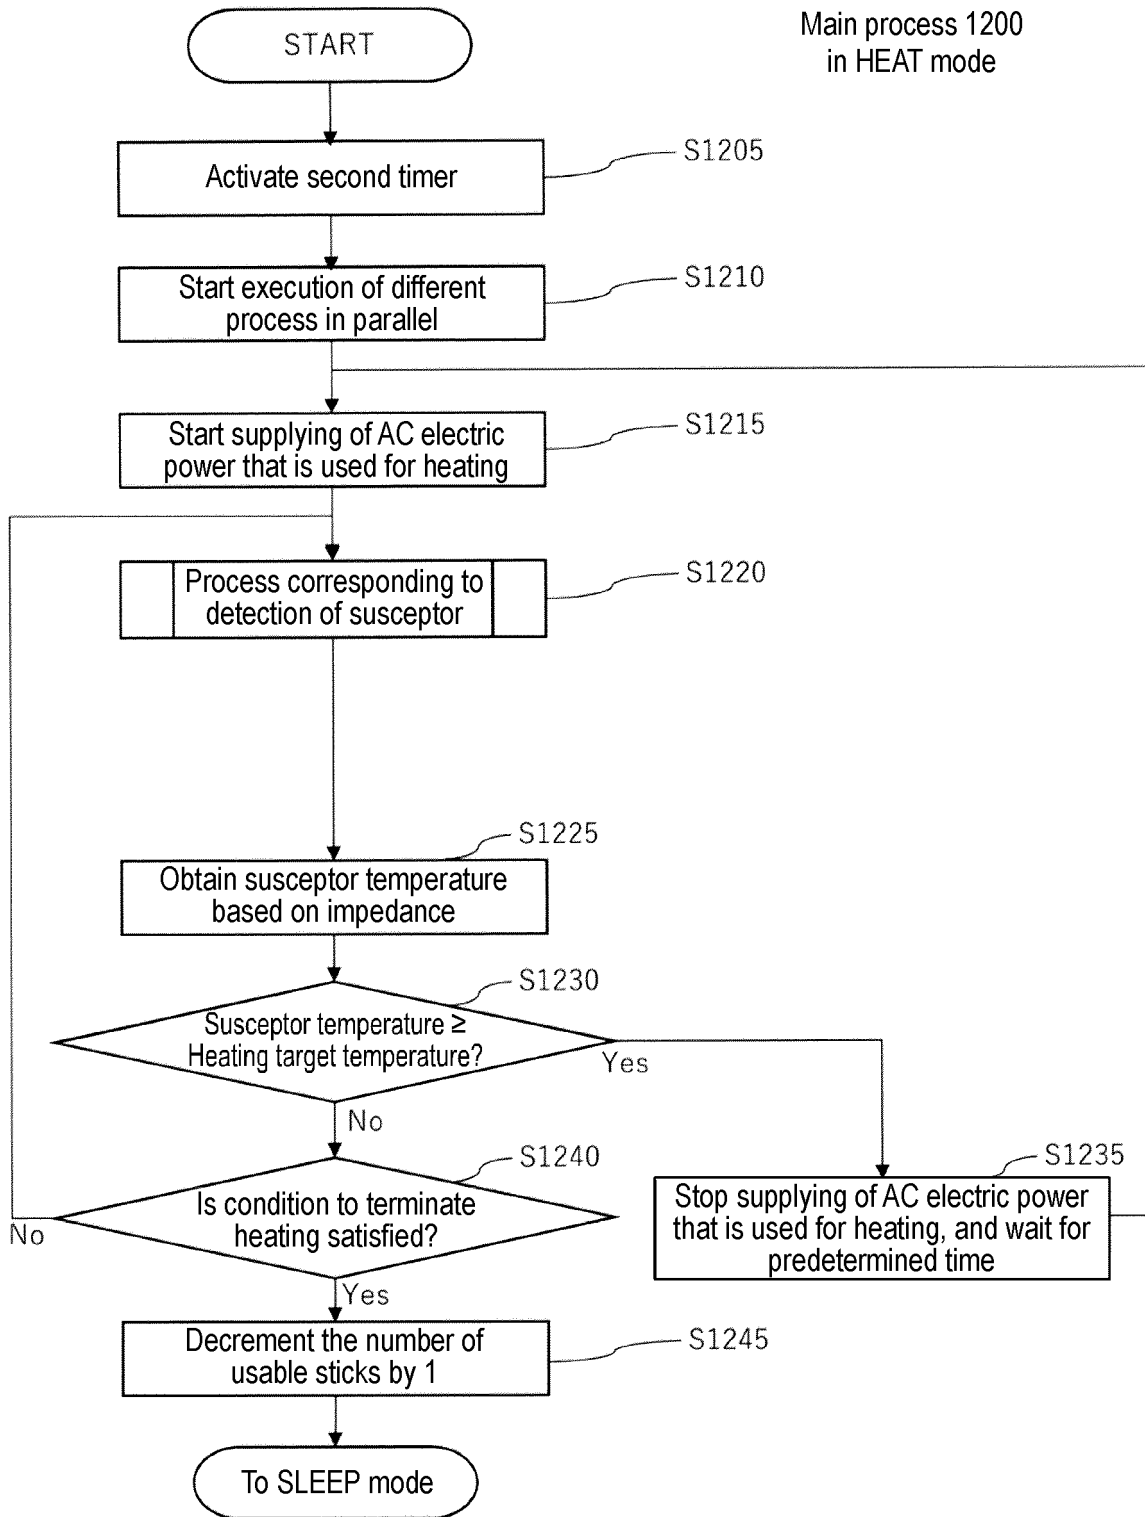 Main process 1200
in HEAT mode
START
S1205
Activate second timer
S1210
Start execution of different
process in parallel
S1215
Start supplying of AC electric
power that is used for heating
S1220
Process corresponding to
detection of susceptor
S1225
Obtain susceptor temperature
based on impedance
S1230
Susceptor temperature ≥
Heating target temperature?
Yes
No
S1240
Is condition to terminate
heating satisfied?
No
Yes
S1235
Stop supplying of AC electric power
that is used for heating, and wait for
predetermined time
S1245
Decrement the number of
usable sticks by 1
To SLEEP mode